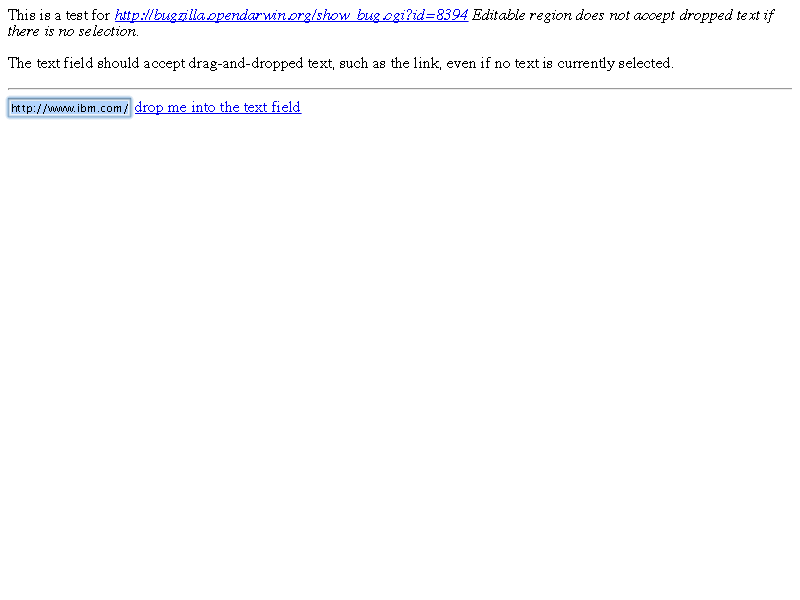 This is a test for http://bugzilla.opendarwin.org/show_bug.cgi?id=8394 Editable region does not accept dropped text if
there is no selection.
The text field should accept drag-and-dropped text, such as the link, even if no text is currently selected.
http://www.ibm.com/ drop me into the text field